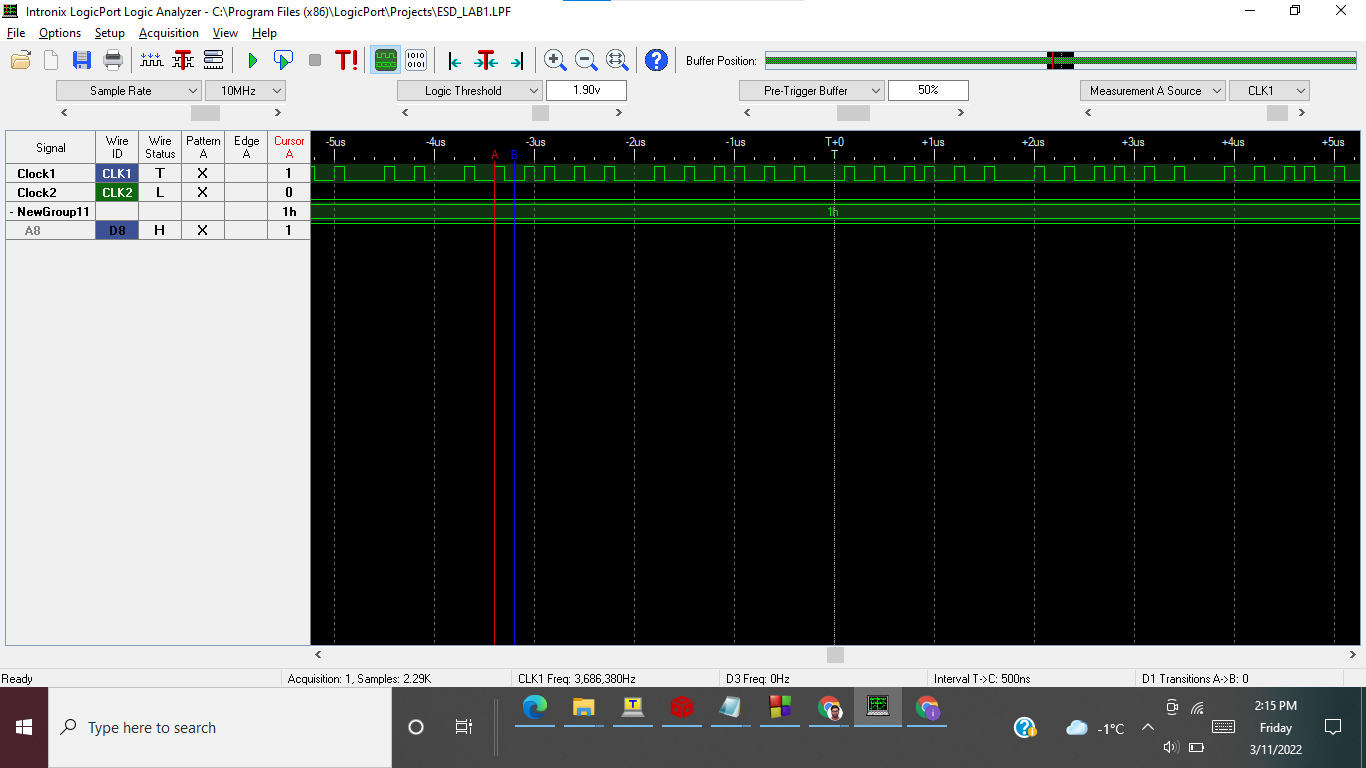 Intronix LogicPort Logic Analyzer - C:\Program Files (x86)\LogicPort\Projects\ESD_LAB1.LPF
File Options Setup Acquisition View Help
T! 1010 0101 ? Buffer Position:
Sample Rate 10MHz Logic Threshold 1.90v Pre-Trigger Buffer 50% Measurement A Source CLK1
Signal Wire ID Wire Status Pattern A Edge A Cursor A
-5us -4us -3us -2us -1us T+0 +1us +2us +3us +4us +5us
A B T
Clock1 CLK1 T X 1
Clock2 CLK2 L X 0
- NewGroup11 1h 1h
A8 D8 H X 1
Ready Acquisition: 1, Samples: 2.29K CLK1 Freq: 3,686,380Hz D3 Freq: 0Hz Interval T->C: 500ns D1 Transitions A->B: 0
Type here to search
-1°C
2:15 PM
Friday
3/11/2022